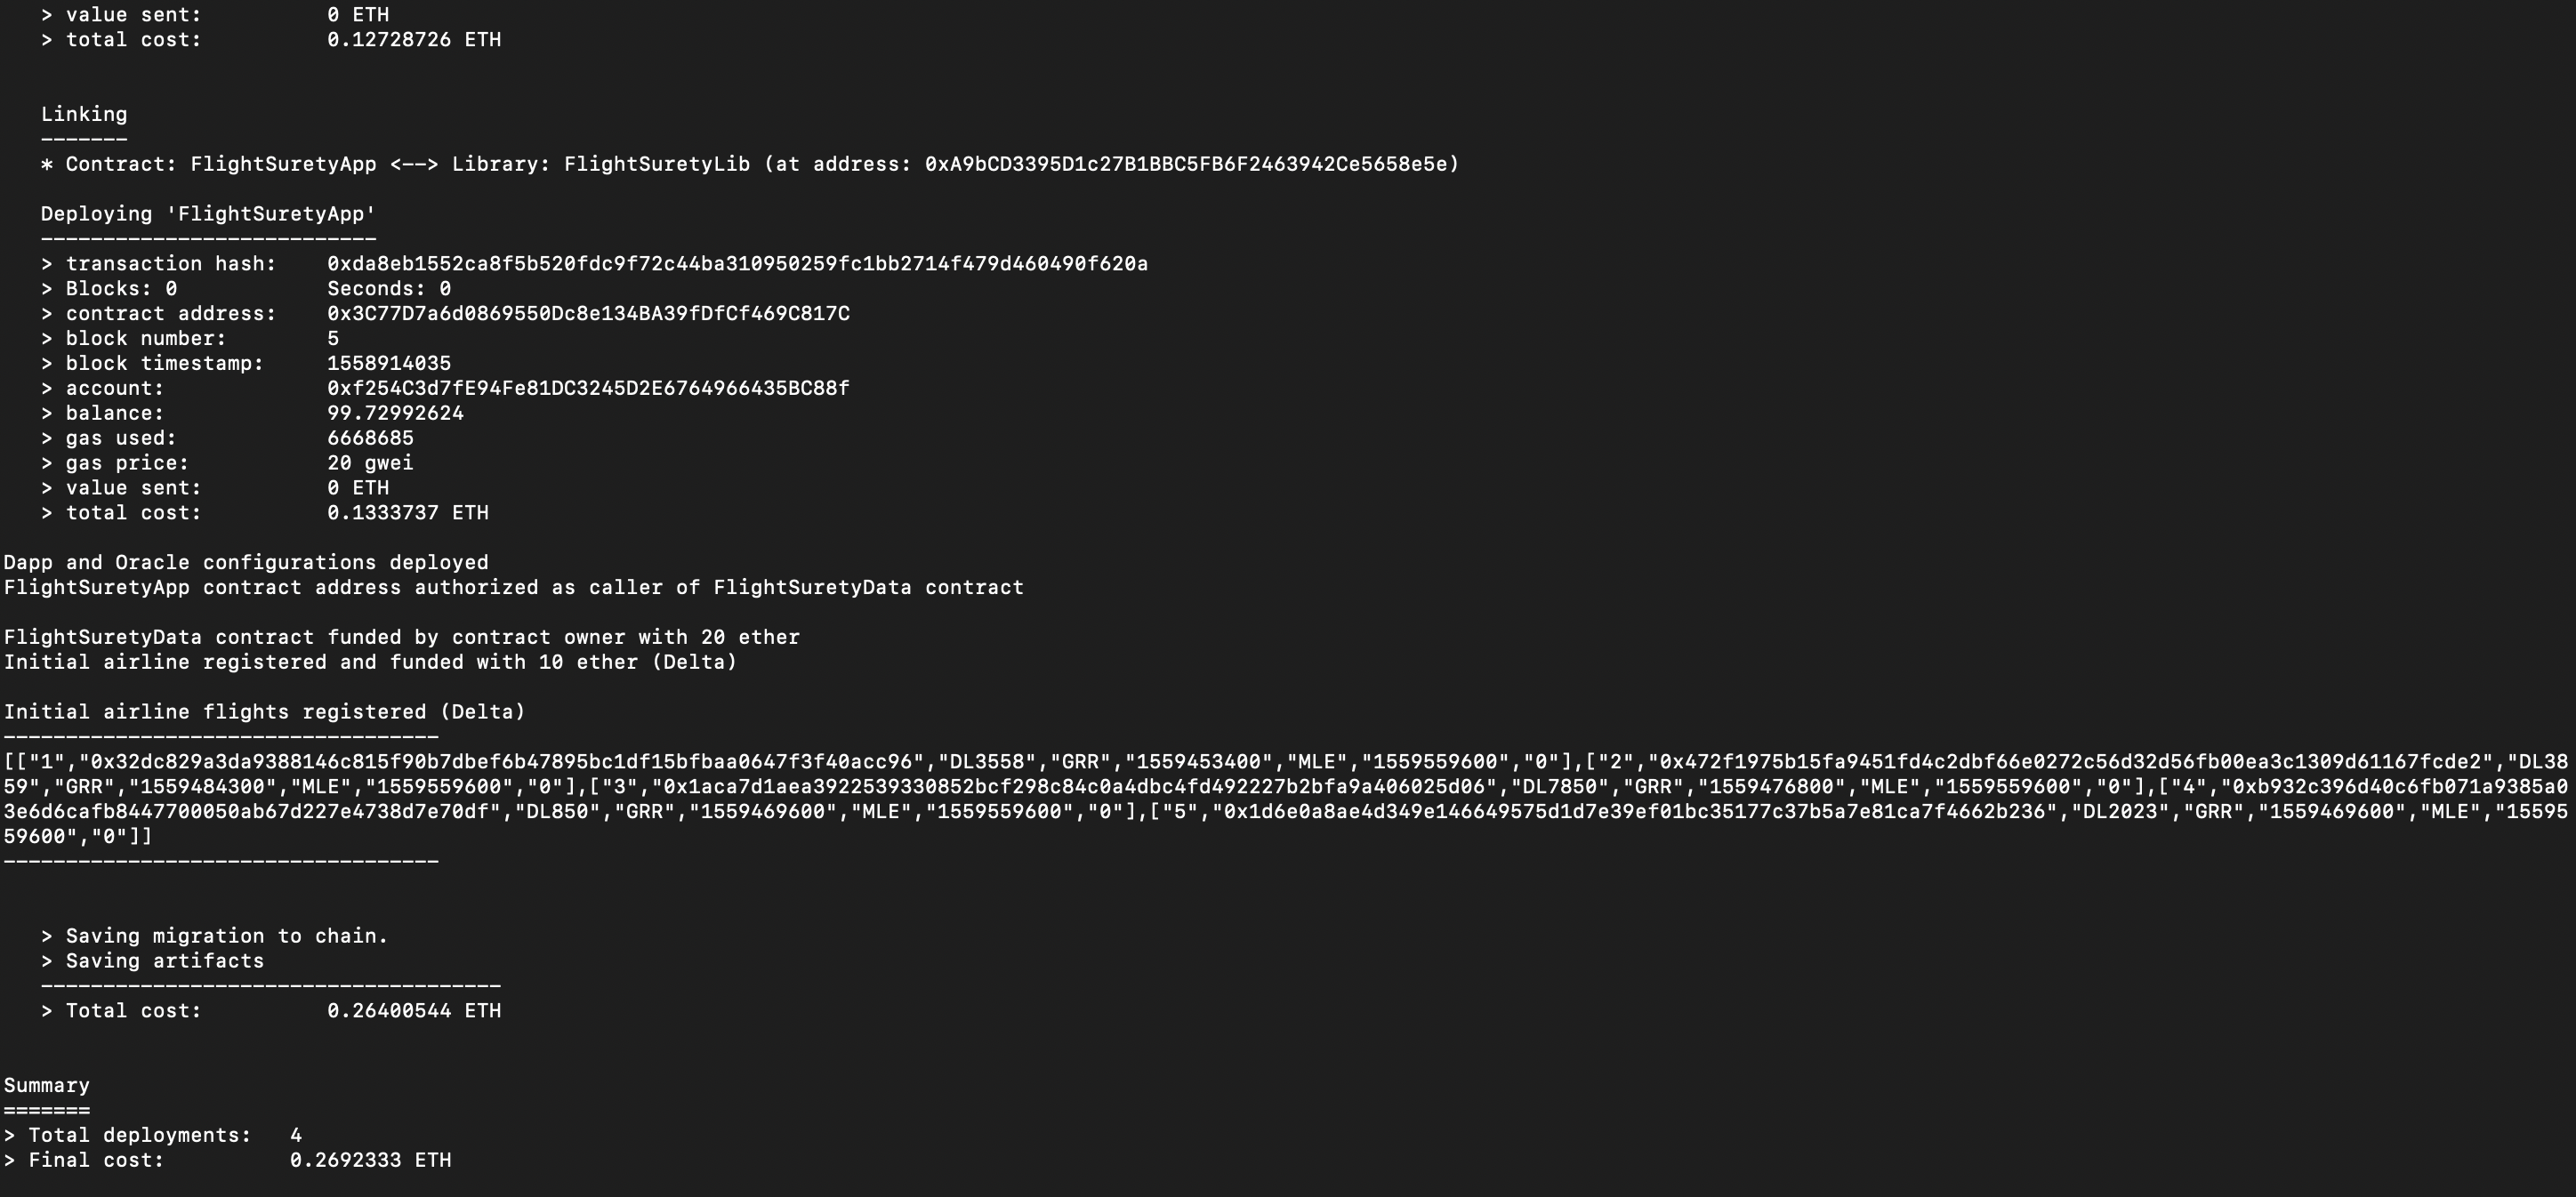 > value sent: 0 ETH
> total cost: 0.12728726 ETH
Linking
-------
* Contract: FlightSuretyApp <--> Library: FlightSuretyLib (at address: 0xA9bCD3395D1c27B1BBC5FB6F2463942Ce5658e5e)
Deploying 'FlightSuretyApp'
---------------------------
> transaction hash: 0xda8eb1552ca8f5b520fdc9f72c44ba310950259fc1bb2714f479d460490f620a
> Blocks: 0 Seconds: 0
> contract address: 0x3C77D7a6d0869550Dc8e134BA39fDfCf469C817C
> block number: 5
> block timestamp: 1558914035
> account: 0xf254C3d7fE94Fe81DC3245D2E6764966435BC88f
> balance: 99.72992624
> gas used: 6668685
> gas price: 20 gwei
> value sent: 0 ETH
> total cost: 0.1333737 ETH
Dapp and Oracle configurations deployed
FlightSuretyApp contract address authorized as caller of FlightSuretyData contract
FlightSuretyData contract funded by contract owner with 20 ether
Initial airline registered and funded with 10 ether (Delta)
Initial airline flights registered (Delta)
-----------------------------------
[["1","0x32dc829a3da9388146c815f90b7dbef6b47895bc1df15bfbaa0647f3f40acc96","DL3558","GRR","1559453400","MLE","1559559600","0"],["2","0x472f1975b15fa9451fd4c2dbf66e0272c56d32d56fb00ea3c1309d61167fcde2","DL38
59","GRR","1559484300","MLE","1559559600","0"],["3","0x1aca7d1aea3922539330852bcf298c84c0a4dbc4fd492227b2bfa9a406025d06","DL7850","GRR","1559476800","MLE","1559559600","0"],["4","0xb932c396d40c6fb071a9385a0
3e6d6cafb8447700050ab67d227e4738d7e70df","DL850","GRR","1559469600","MLE","1559559600","0"],["5","0x1d6e0a8ae4d349e146649575d1d7e39ef01bc35177c37b5a7e81ca7f4662b236","DL2023","GRR","1559469600","MLE","15595
59600","0"]]
-----------------------------------
> Saving migration to chain.
> Saving artifacts
-------------------------------------
> Total cost: 0.26400544 ETH
Summary
=======
> Total deployments: 4
> Final cost: 0.2692333 ETH